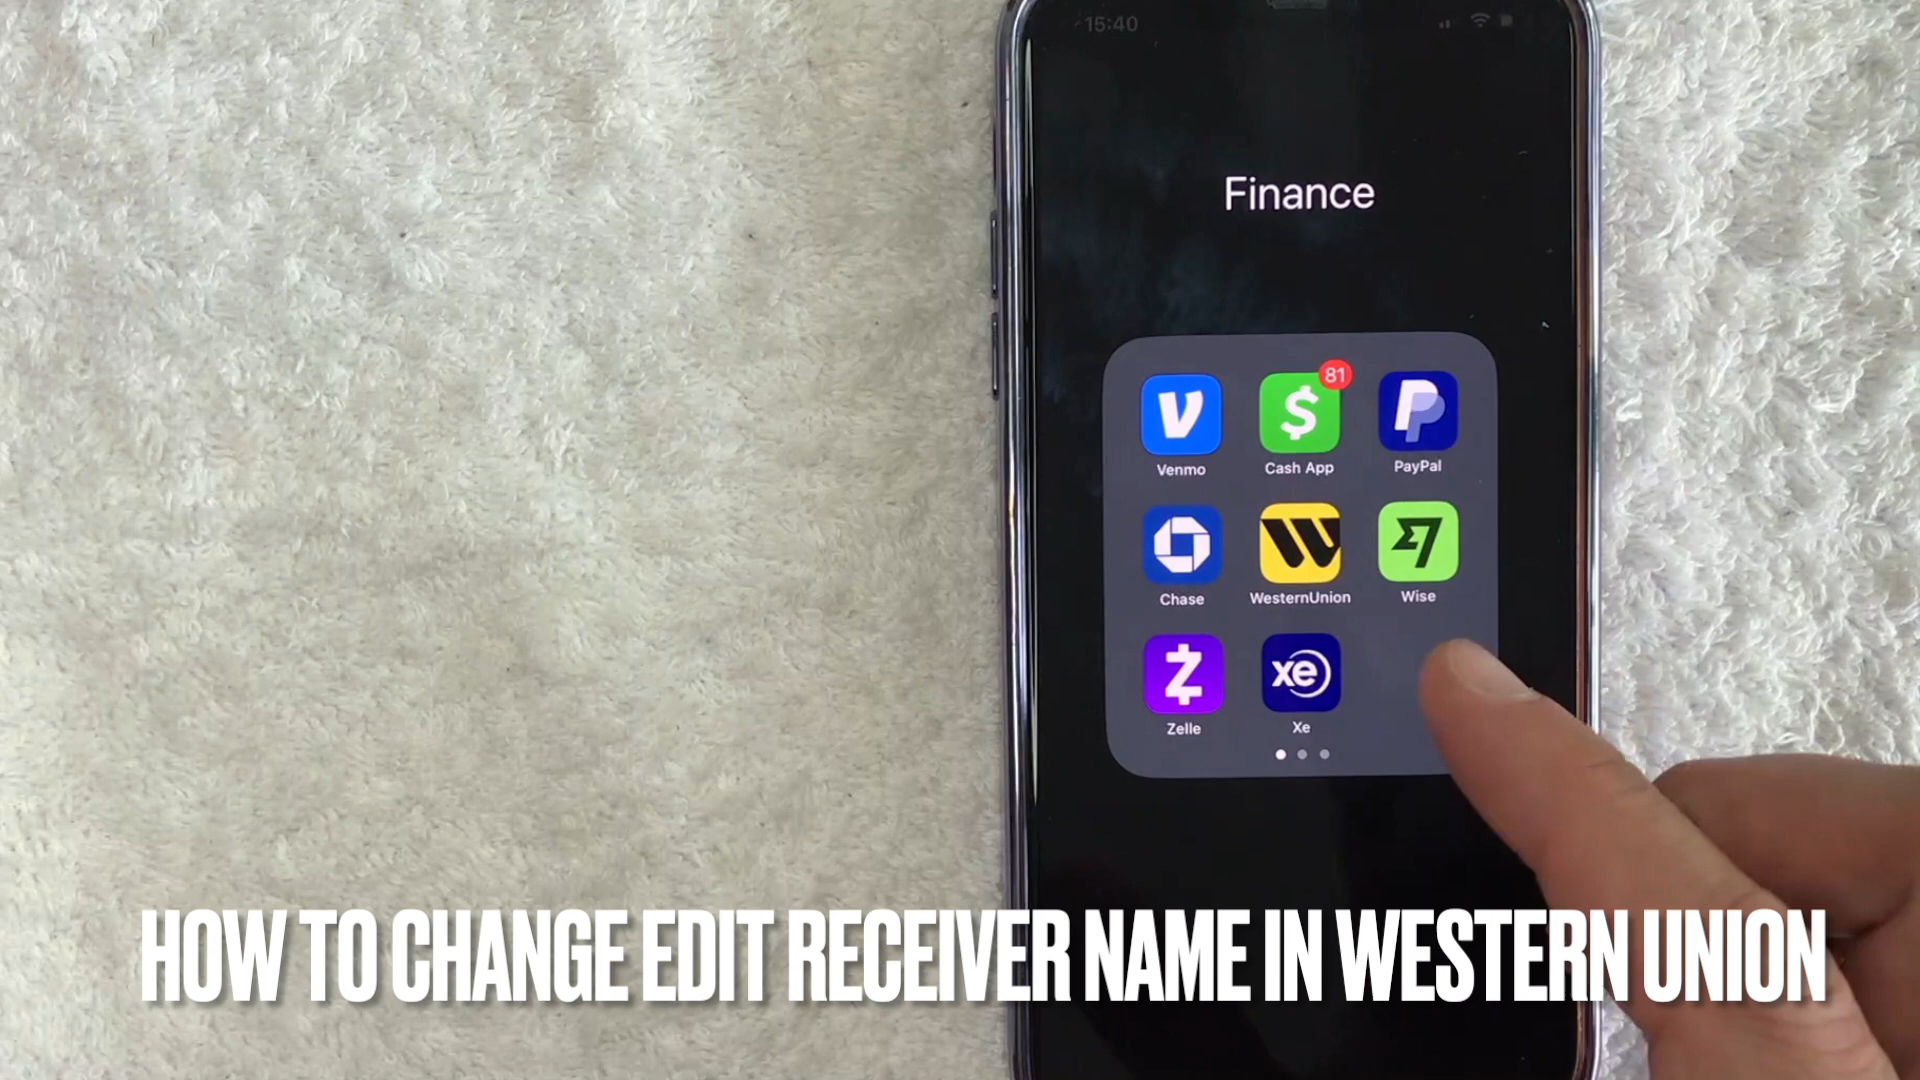 15:40
Finance
81
Venmo
Cash App
PayPal
Chase
WesternUnion
Wise
xe
Zelle
Xe
HOW TO CHANGE EDIT RECEIVER NAME IN WESTERN UNION